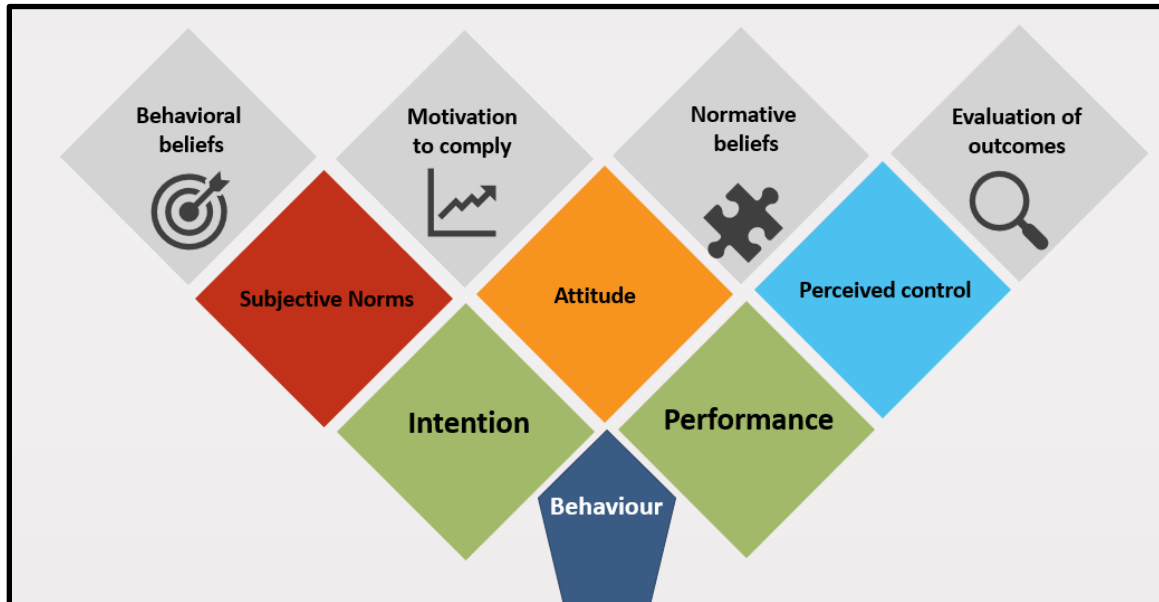 Behavioral
beliefs
Motivation
to comply
Normative
beliefs
Evaluation of
outcomes
Subjective Norms
Attitude
Perceived control
Intention
Performance
Behaviour